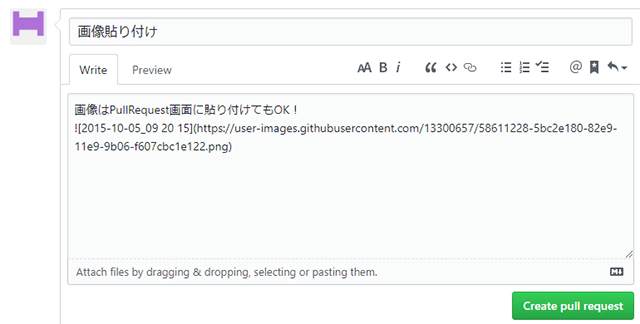 画像貼り付け
Write Preview
AA B i “ <> @
画像はPullRequest画面に貼り付けてもOK！
![2015-10-05_09 20 15](https://user-images.githubusercontent.com/13300657/58611228-5bc2e180-82e9-
11e9-9b06-f607cbc1e122.png)
Attach files by dragging & dropping, selecting or pasting them.
Create pull request